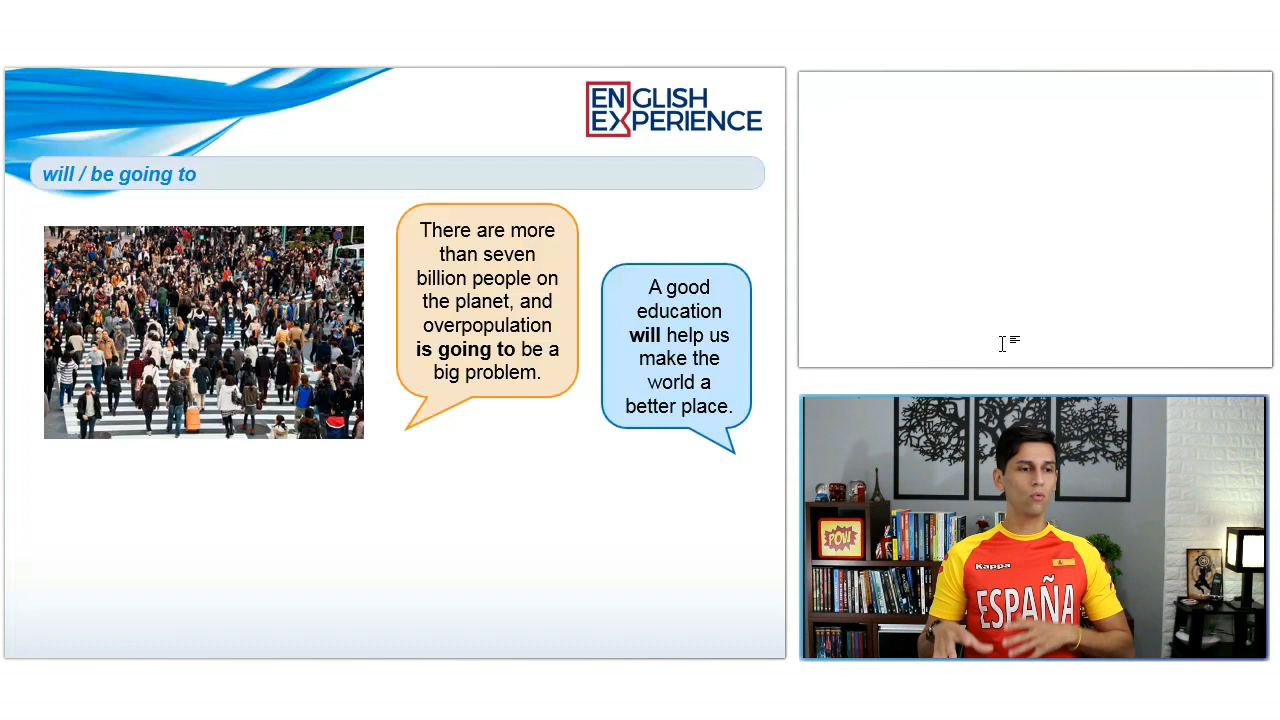 ENGLISH
EXPERIENCE
will / be going to
There are more
than seven
billion people on
the planet, and
overpopulation
is going to be a
big problem.
A good
education
will help us
make the
world a
better place.
POW!
Kappa
ESPAÑA